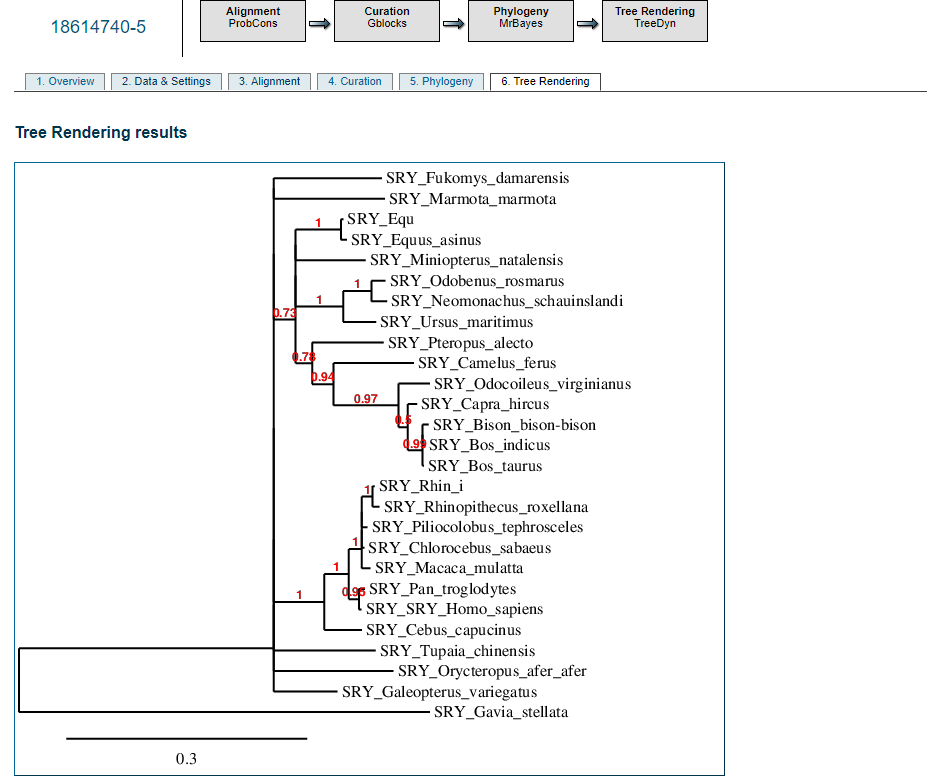 18614740-5
Alignment
ProbCons
Curation
Gblocks
Phylogeny
MrBayes
Tree Rendering
TreeDyn
1. Overview
2. Data & Settings
3. Alignment
4. Curation
5. Phylogeny
6. Tree Rendering
Tree Rendering results
SRY_Fukomys_damarensis
SRY_Marmota_marmota
1
SRY_Equ
SRY_Equus_asinus
SRY_Miniopterus_natalensis
1
SRY_Odobenus_rosmarus
1
SRY_Neomonachus_schauinslandi
0.73
SRY_Ursus_maritimus
SRY_Pteropus_alecto
0.78
SRY_Camelus_ferus
0.94
SRY_Odocoileus_virginianus
0.97
SRY_Capra_hircus
0.5
SRY_Bison_bison-bison
0.99
SRY_Bos_indicus
SRY_Bos_taurus
1
SRY_Rhin_i
SRY_Rhinopithecus_roxellana
SRY_Piliocolobus_tephrosceles
1
SRY_Chlorocebus_sabaeus
1
SRY_Macaca_mulatta
SRY_Pan_troglodytes
1
SRY_SRY_Homo_sapiens
SRY_Cebus_capucinus
SRY_Tupaia_chinensis
SRY_Orycteropus_afer_afer
SRY_Galeopterus_variegatus
SRY_Gavia_stellata
0.3